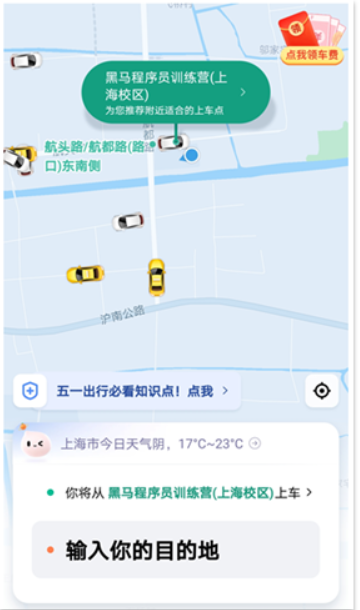 点我领车费
黑马程序员训练营(上
海校区)
为您推荐附近适合的上车点
航头路/航都路(路
口)东南侧
沪南公路
五一出行必看知识点！点我
上海市今日天气阴，17°C~23°C
你将从 黑马程序员训练营(上海校区)上车
输入你的目的地